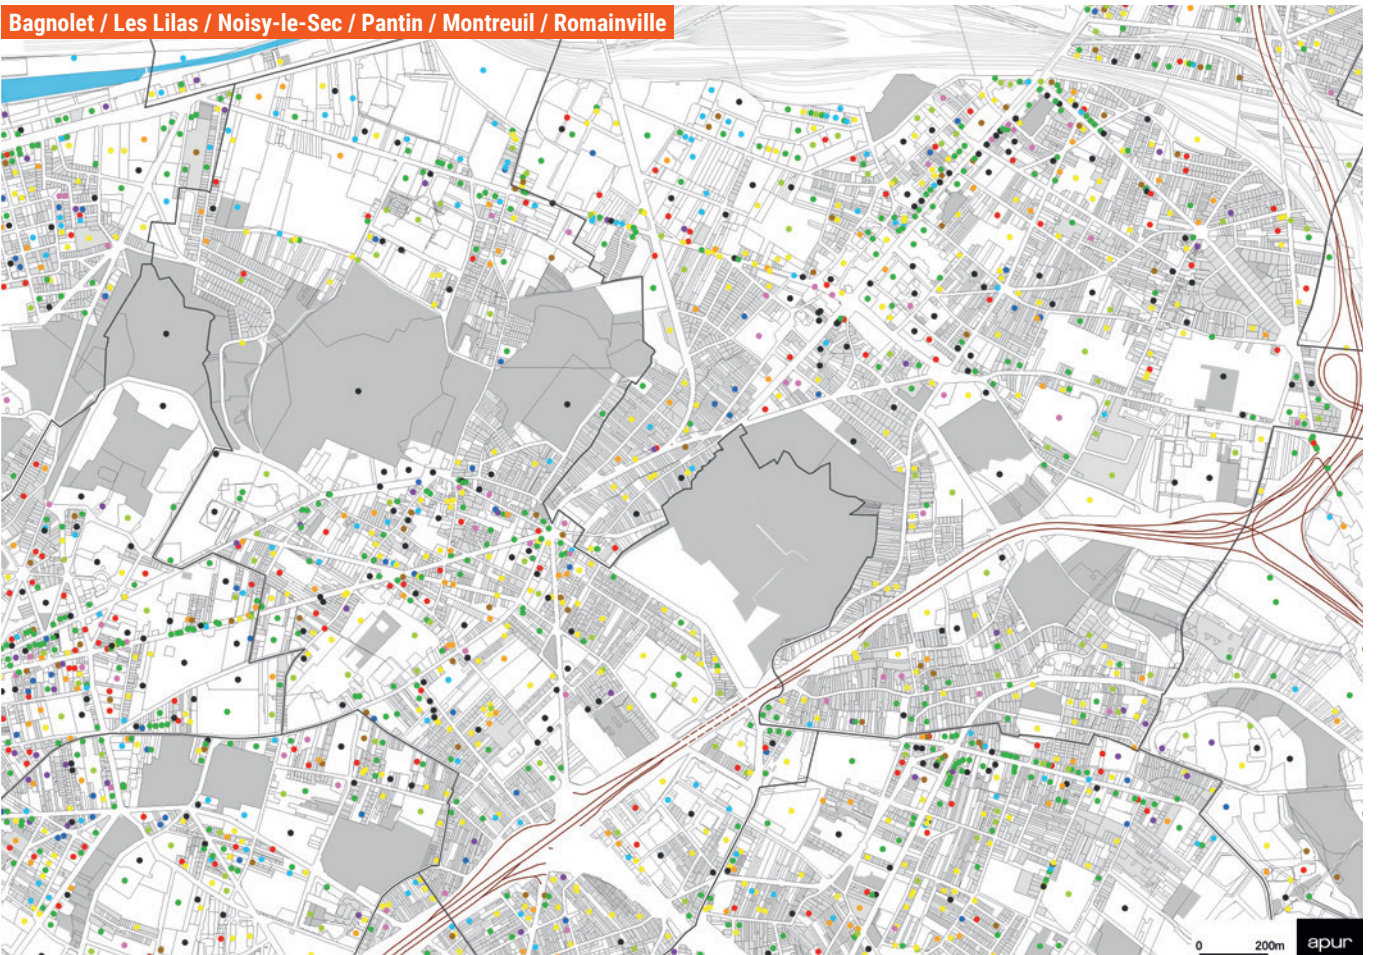 Bagnolet / Les Lilas / Noisy-le-Sec / Pantin / Montreuil / Romainville
0 200m
apur